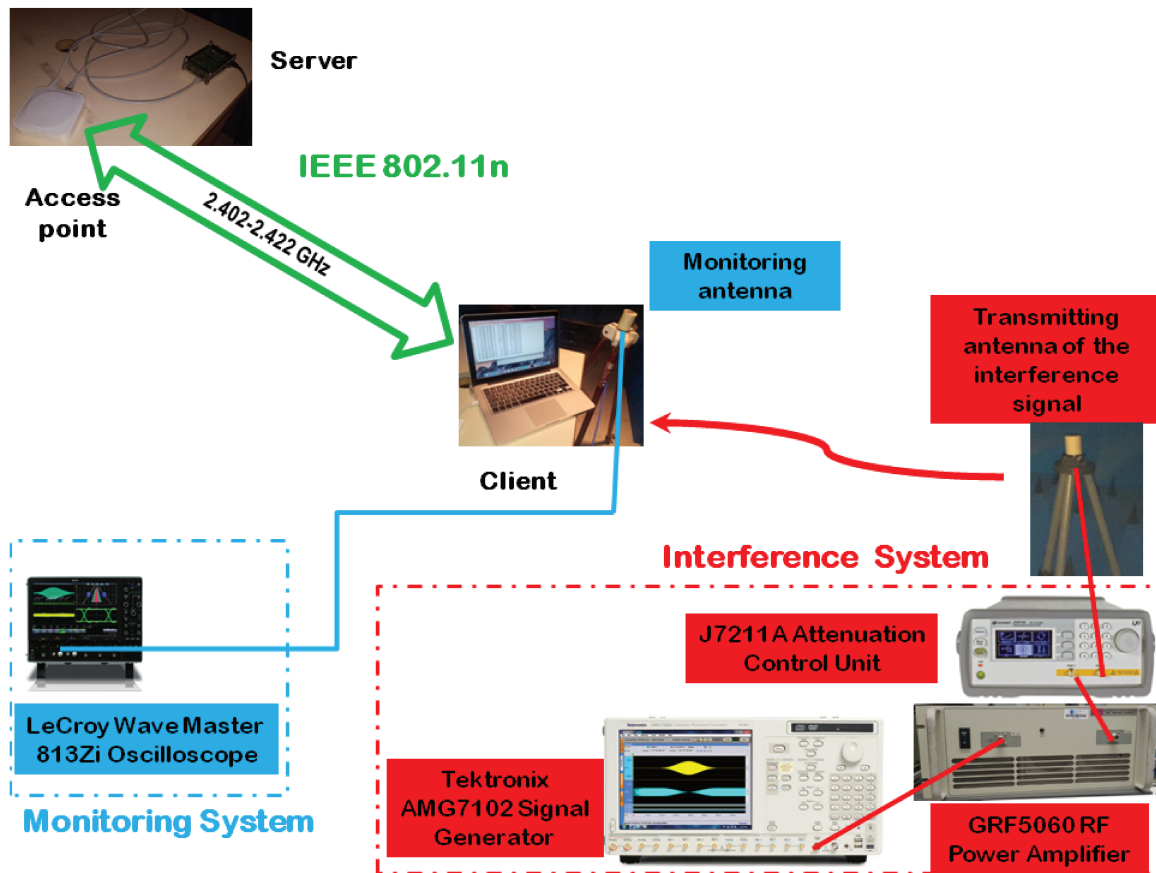 Server
IEEE 802.11n
Access
point
2.402-2.422 GHz
Monitoring
antenna
Transmitting
antenna of the
interference
signal
Client
Interference System
J7211A Attenuation
Control Unit
LeCroy Wave Master
813Zi Oscilloscope
Tektronix
AMG7102 Signal
Generator
Monitoring System
GRF5060 RF
Power Amplifier
Tektronix